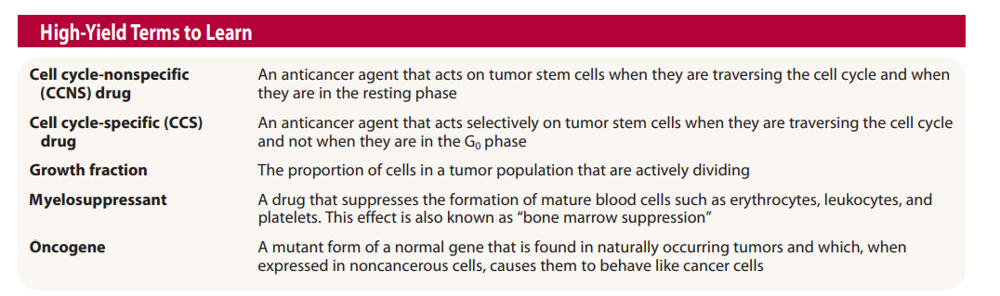 High-Yield Terms to Learn
Cell cycle-nonspecific (CCNS) drug
An anticancer agent that acts on tumor stem cells when they are traversing the cell cycle and when
they are in the resting phase
Cell cycle-specific (CCS) drug
An anticancer agent that acts selectively on tumor stem cells when they are traversing the cell cycle
and not when they are in the G₀ phase
Growth fraction
The proportion of cells in a tumor population that are actively dividing
Myelosuppressant
A drug that suppresses the formation of mature blood cells such as erythrocytes, leukocytes, and
platelets. This effect is also known as “bone marrow suppression”
Oncogene
A mutant form of a normal gene that is found in naturally occurring tumors and which, when
expressed in noncancerous cells, causes them to behave like cancer cells